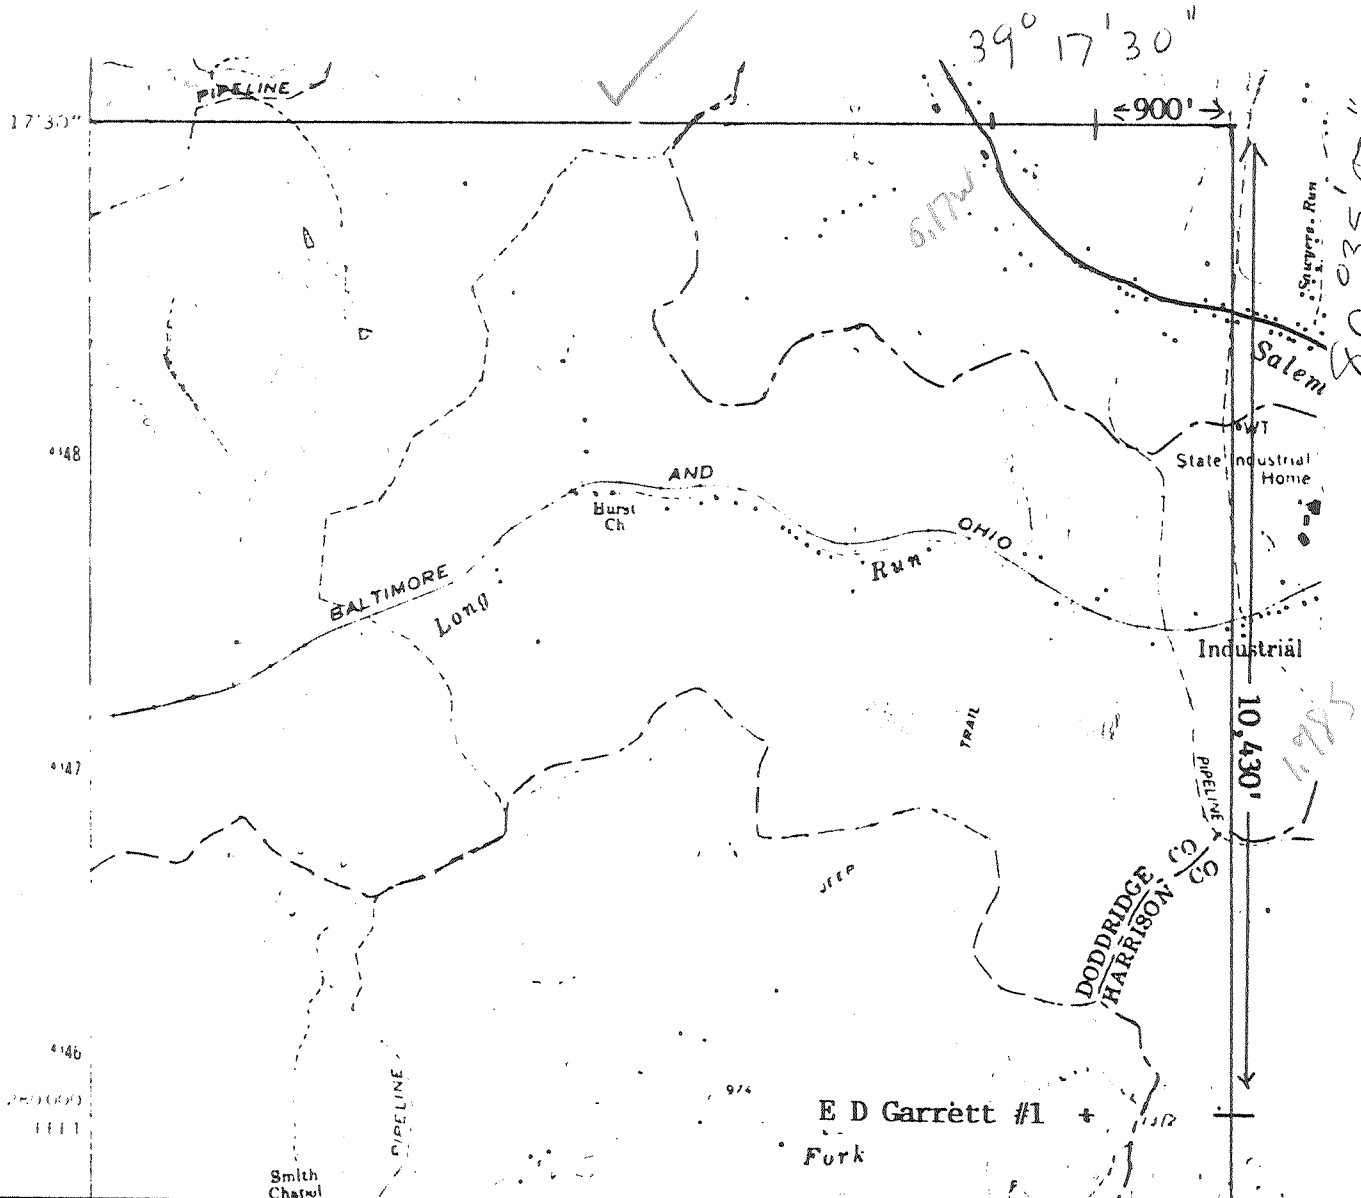 39° 17' 30"
PIPELINE
900'
17'30"
Run
6.17w
Salem
WT
4348
State Industrial
Home
AND
Hurst
Ch
OHIO
Run
BALTIMORE
Long
Industrial
TRAIL
10,430'
4347
PIPELINE
JEEP
DODDRIDGE CO
HARRISON CO
4346
PIPELINE
974
E D Garrett #1 +
Fork
Smith
Chapel